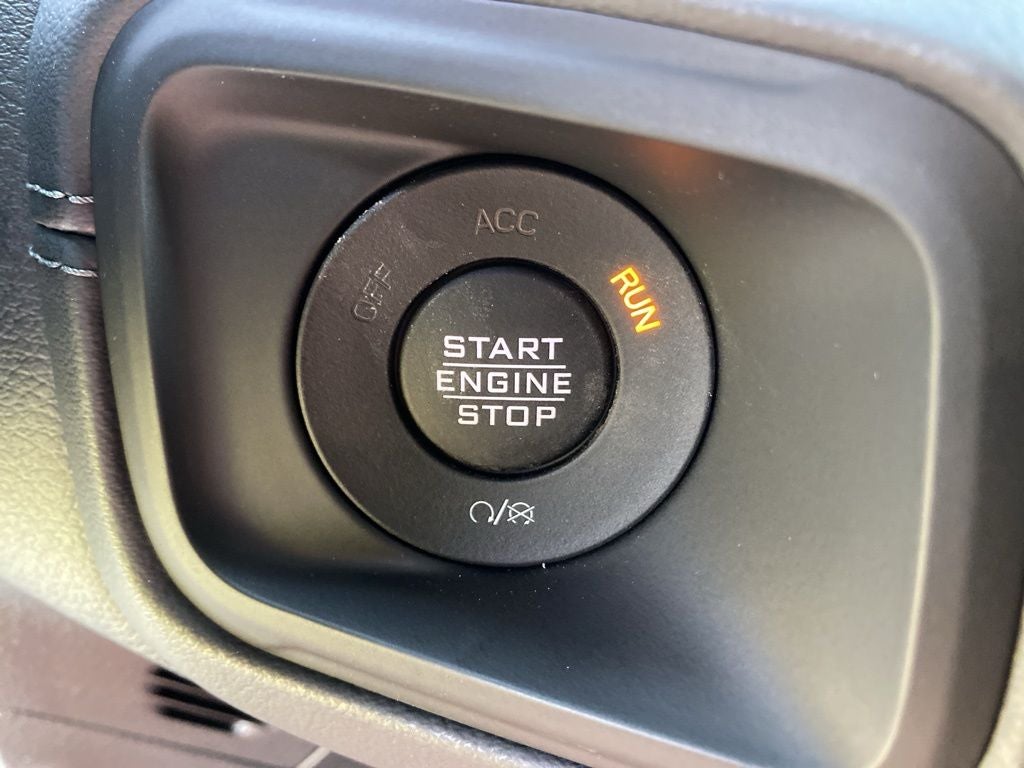 ACC
OFF
RUN
START
ENGINE
STOP